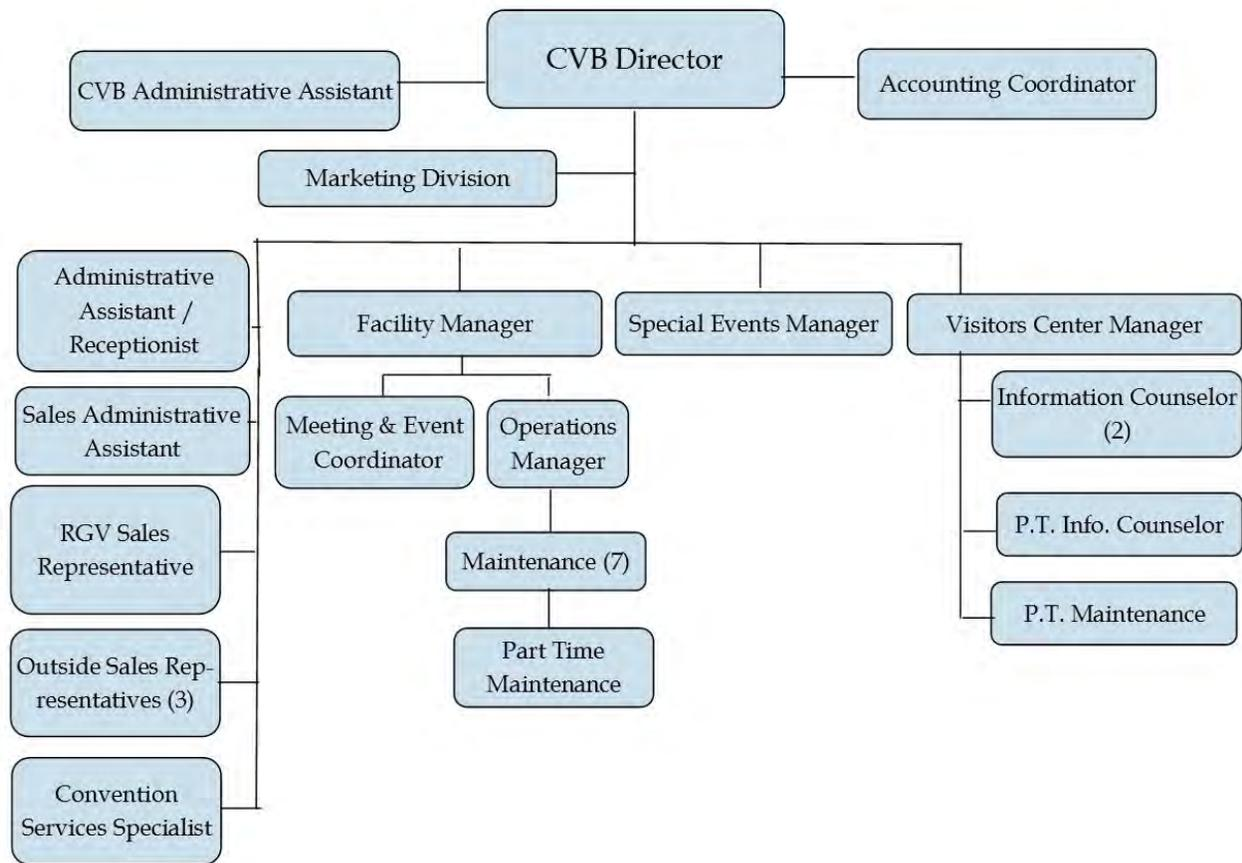 CVB Director
CVB Administrative Assistant
Accounting Coordinator
Marketing Division
Administrative
Assistant /
Receptionist
Facility Manager
Special Events Manager
Visitors Center Manager
Sales Administrative
Assistant
Meeting & Event
Coordinator
Operations
Manager
Information Counselor
(2)
RGV Sales
Representative
Maintenance (7)
P.T. Info. Counselor
Outside Sales Rep-
resentatives (3)
Part Time
Maintenance
P.T. Maintenance
Convention
Services Specialist